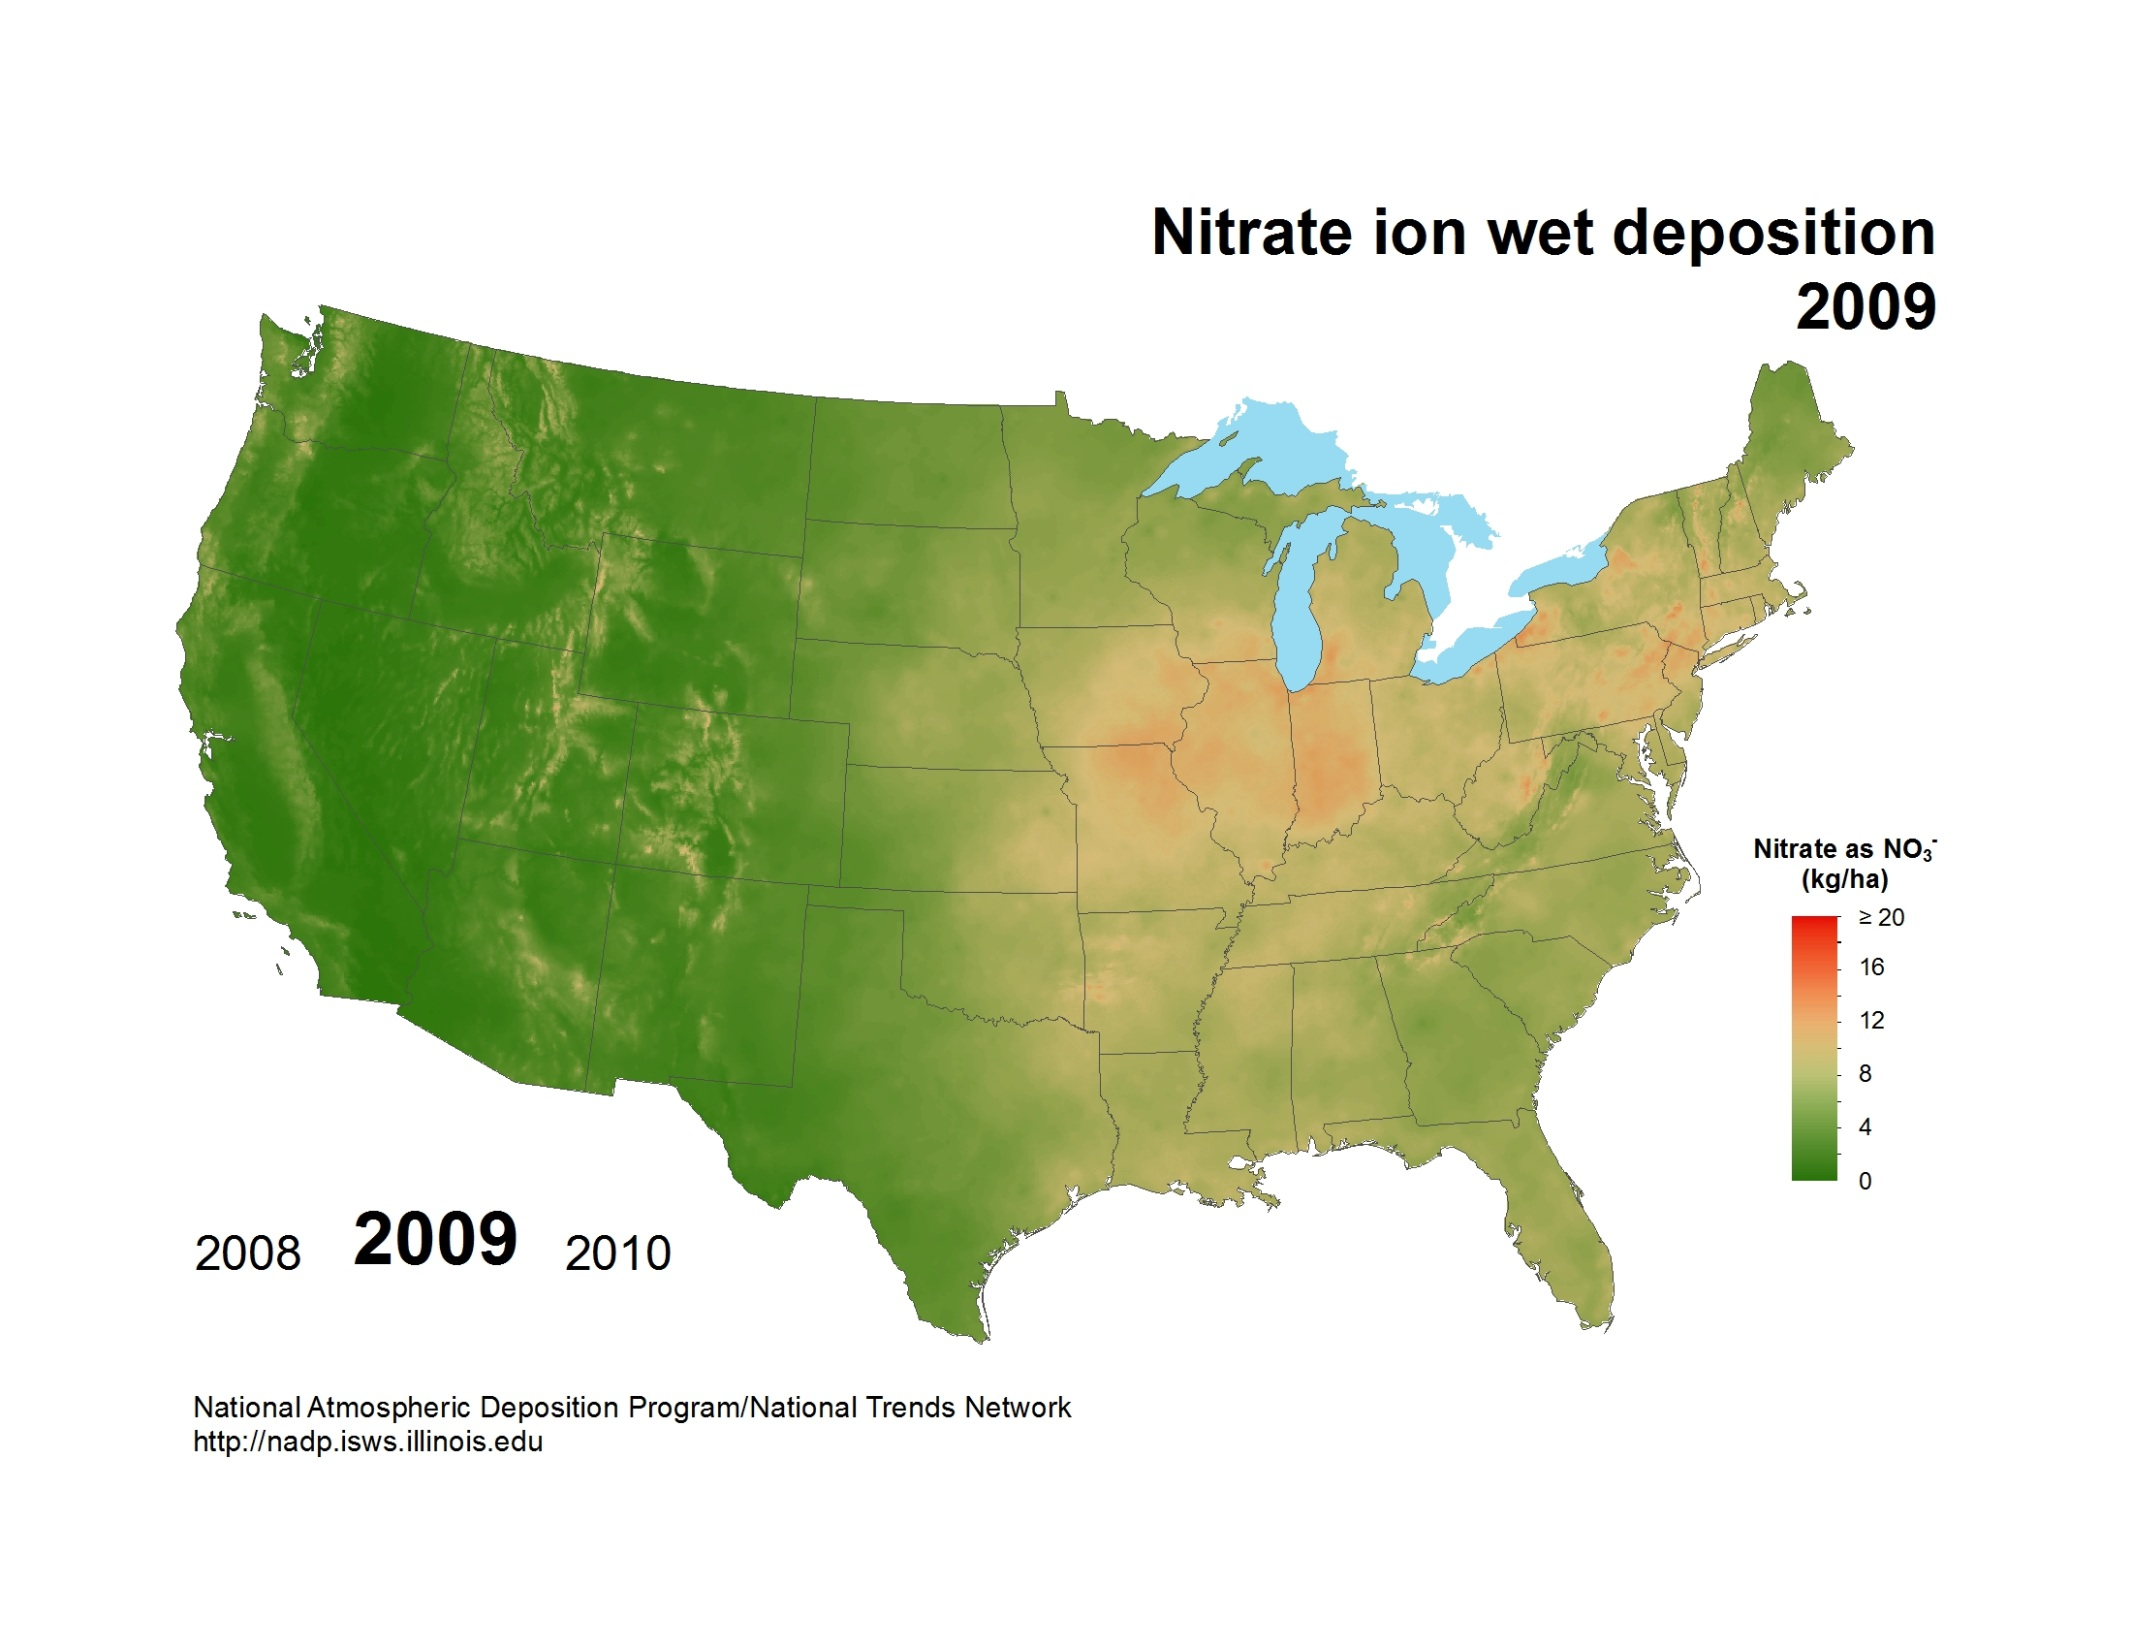 Nitrate ion wet deposition
2009
Nitrate as NO₃⁻
(kg/ha)
≥ 20
16
12
8
4
0
2008 2009 2010
National Atmospheric Deposition Program/National Trends Network
http://nadp.isws.illinois.edu